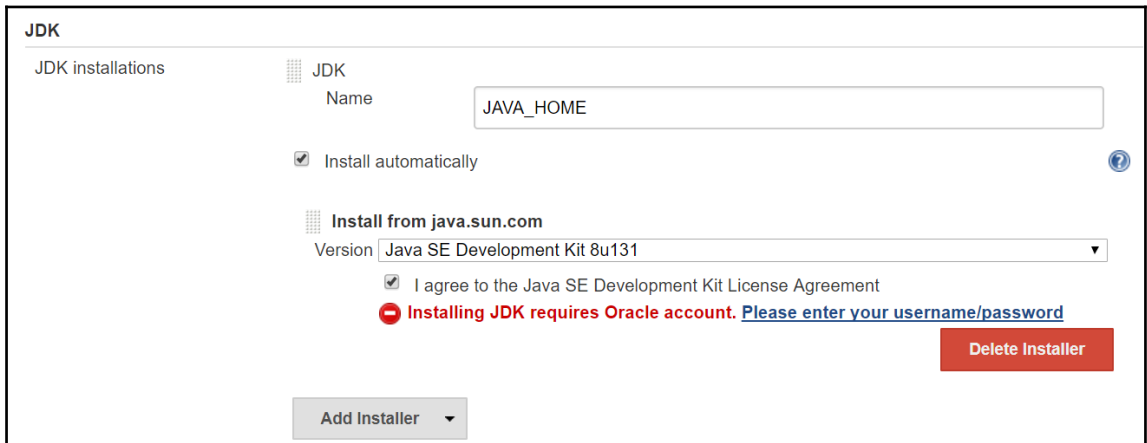 JDK
JDK installations
JDK
Name
JAVA_HOME
Install automatically
?
Install from java.sun.com
Version Java SE Development Kit 8u131
I agree to the Java SE Development Kit License Agreement
Installing JDK requires Oracle account. Please enter your username/password
Delete Installer
Add Installer